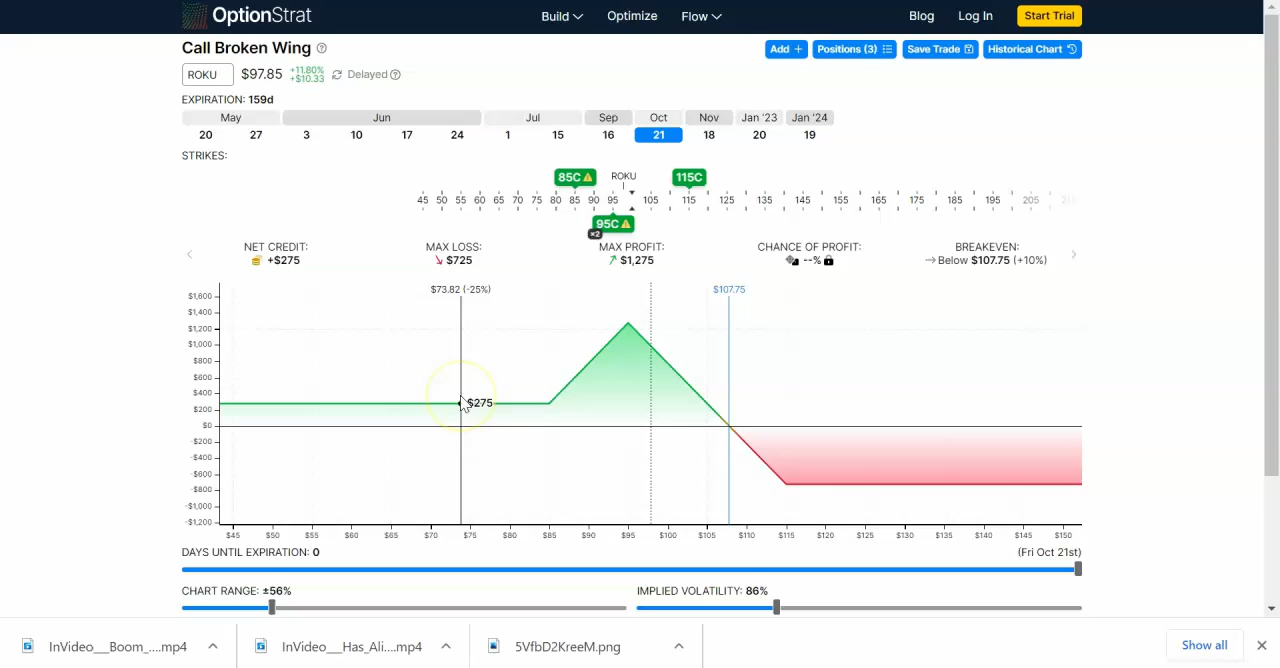 OptionStrat
Build
Optimize
Flow
Blog
Log In
Start Trial
Call Broken Wing
Add +
Positions (3)
Save Trade
Historical Chart
ROKU
$97.85
+11.80%
+$10.33
Delayed
EXPIRATION: 159d
May Jun Jul Sep Oct Nov Jan '23 Jan '24
20 27 3 10 17 24 1 15 16 21 18 20 19
STRIKES:
85C ROKU 115C
45 50 55 60 65 70 75 80 85 90 95 105 115 125 135 145 155 165 175 185 195 205
95C
x2
NET CREDIT: MAX LOSS: MAX PROFIT: CHANCE OF PROFIT: BREAKEVEN:
+$275 $725 $1,275 --% Below $107.75 (+10%)
$73.82 (-25%) $107.75
$1,600
$1,400
$1,200
$1,000
$800
$600
$400
$275
$200
$0
-$200
-$400
-$600
-$800
-$1,000
-$1,200
$45 $50 $55 $60 $65 $70 $75 $80 $85 $90 $95 $100 $105 $110 $115 $120 $125 $130 $135 $140 $145 $150
DAYS UNTIL EXPIRATION: 0 (Fri Oct 21st)
CHART RANGE: ±56% IMPLIED VOLATILITY: 86%
InVideo___Boom_....mp4
InVideo___Has_Ali....mp4
5VfbD2KreeM.png
Show all